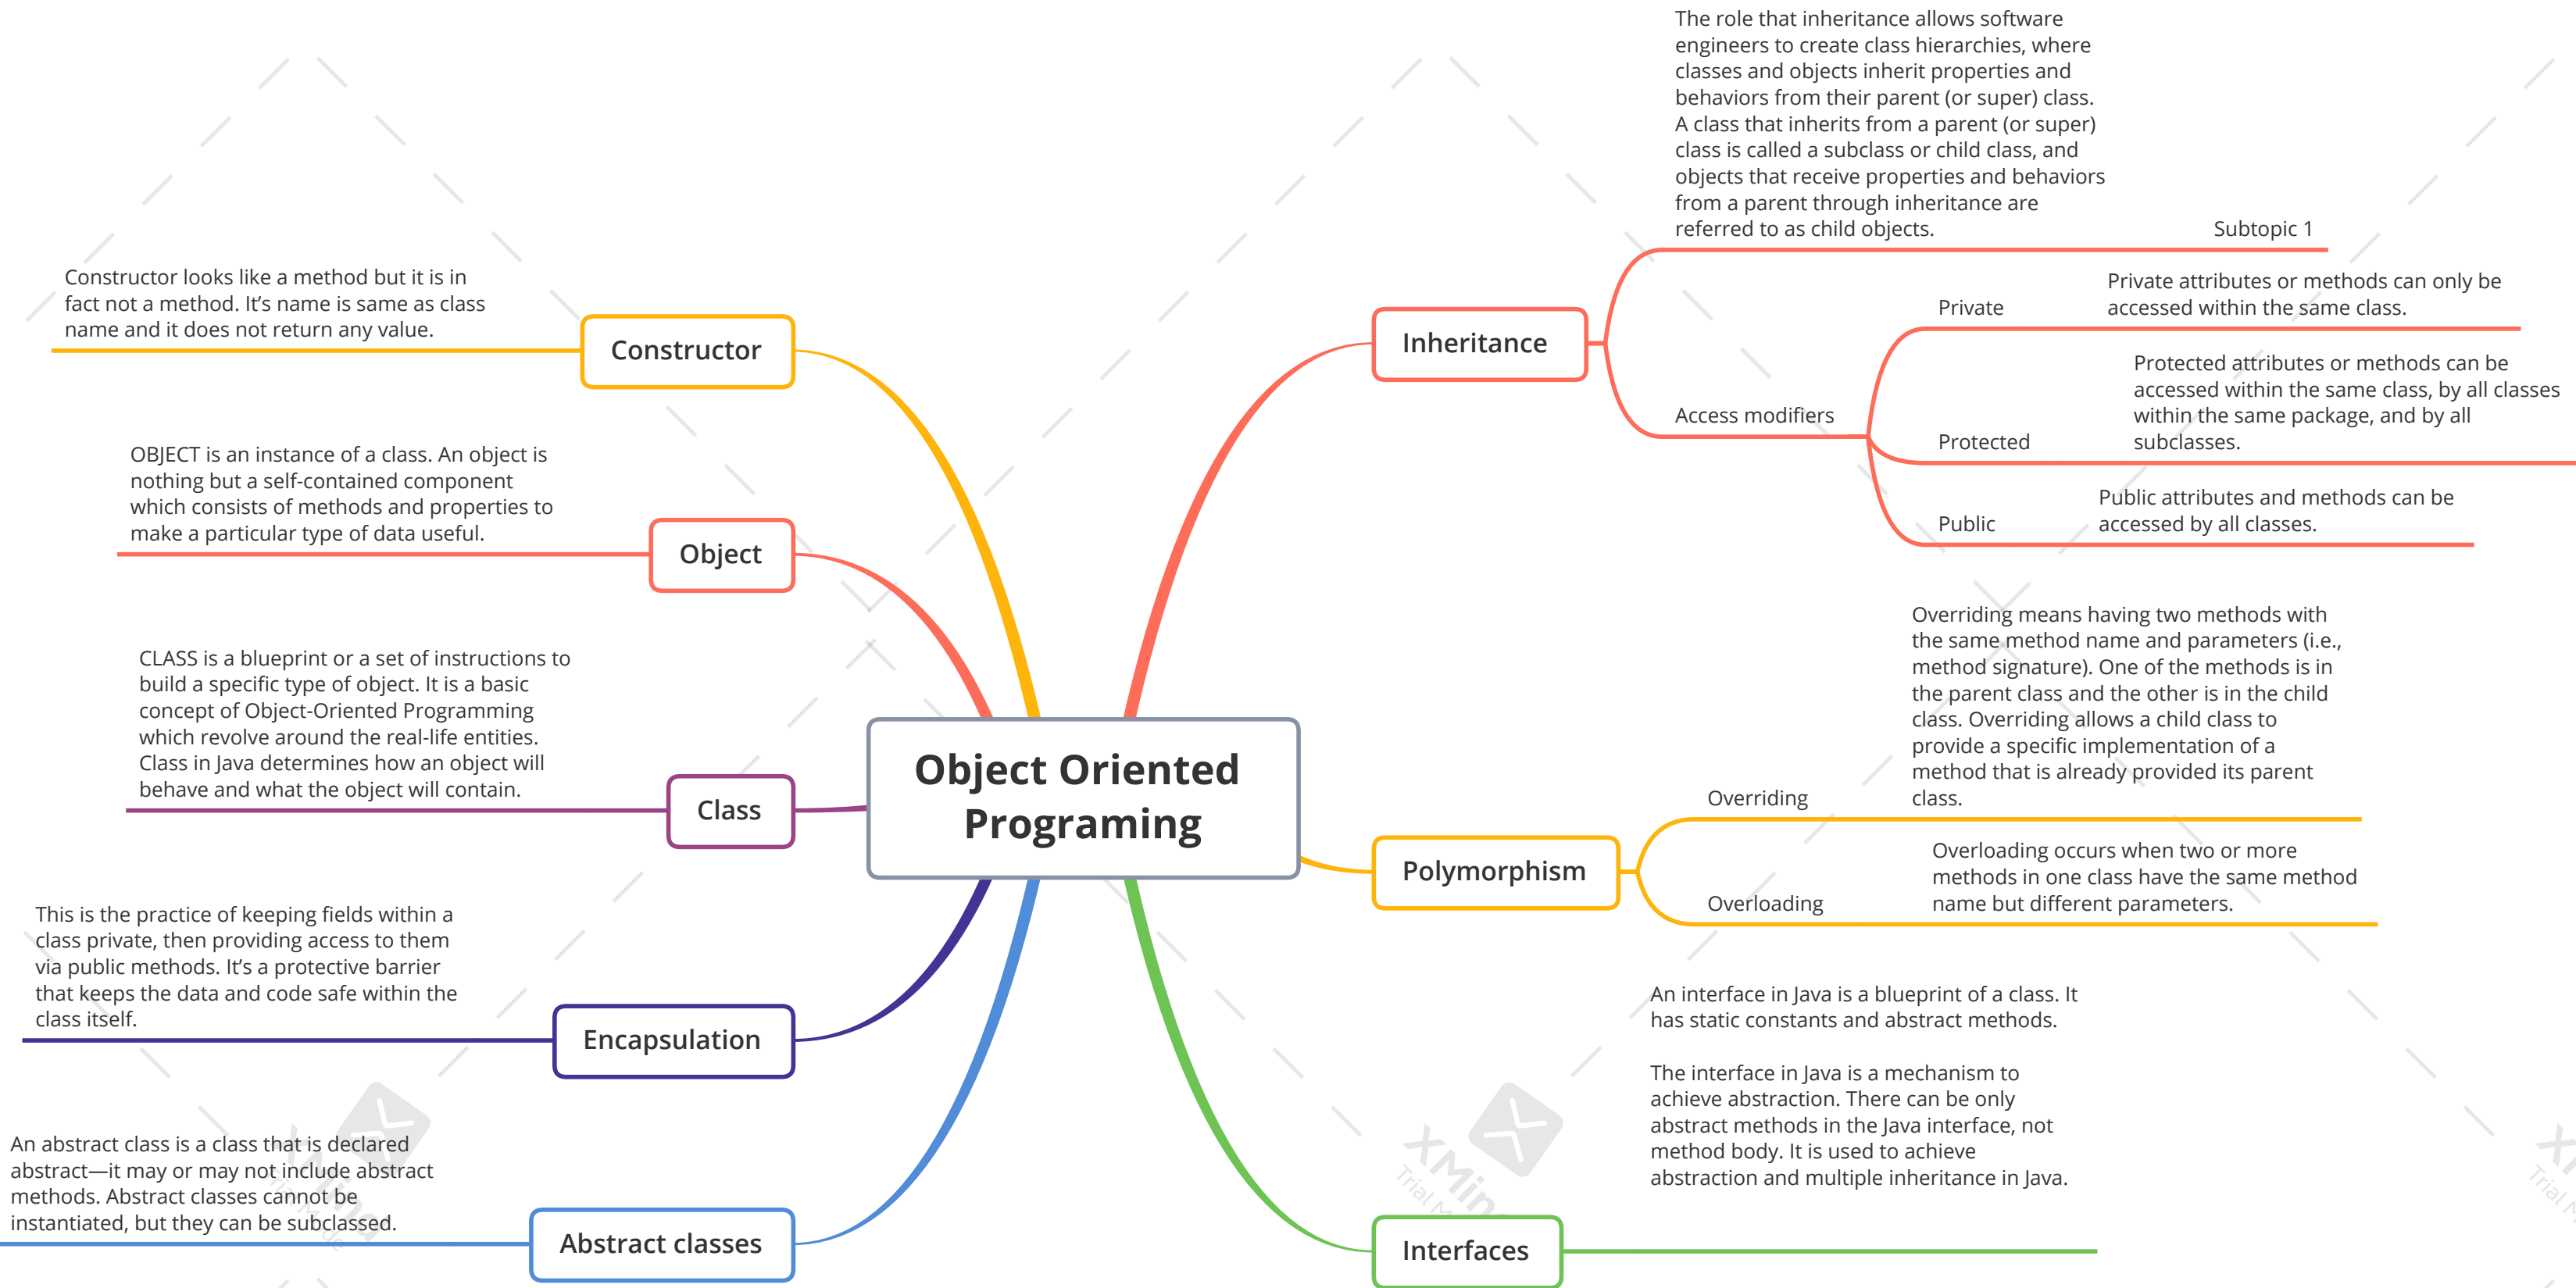 Object Oriented
Programing
Constructor looks like a method but it is in
fact not a method. It’s name is same as class
name and it does not return any value.
Constructor
OBJECT is an instance of a class. An object is
nothing but a self-contained component
which consists of methods and properties to
make a particular type of data useful.
Object
CLASS is a blueprint or a set of instructions to
build a specific type of object. It is a basic
concept of Object-Oriented Programming
which revolve around the real-life entities.
Class in Java determines how an object will
behave and what the object will contain.
Class
This is the practice of keeping fields within a
class private, then providing access to them
via public methods. It’s a protective barrier
that keeps the data and code safe within the
class itself.
Encapsulation
An abstract class is a class that is declared
abstract—it may or may not include abstract
methods. Abstract classes cannot be
instantiated, but they can be subclassed.
Abstract classes
Inheritance
The role that inheritance allows software
engineers to create class hierarchies, where
classes and objects inherit properties and
behaviors from their parent (or super) class.
A class that inherits from a parent (or super)
class is called a subclass or child class, and
objects that receive properties and behaviors
from a parent through inheritance are
referred to as child objects.
Subtopic 1
Access modifiers
Private
Private attributes or methods can only be
accessed within the same class.
Protected
Protected attributes or methods can be
accessed within the same class, by all classes
within the same package, and by all
subclasses.
Public
Public attributes and methods can be
accessed by all classes.
Polymorphism
Overriding
Overriding means having two methods with
the same method name and parameters (i.e.,
method signature). One of the methods is in
the parent class and the other is in the child
class. Overriding allows a child class to
provide a specific implementation of a
method that is already provided its parent
class.
Overloading
Overloading occurs when two or more
methods in one class have the same method
name but different parameters.
Interfaces
An interface in Java is a blueprint of a class. It
has static constants and abstract methods.
The interface in Java is a mechanism to
achieve abstraction. There can be only
abstract methods in the Java interface, not
method body. It is used to achieve
abstraction and multiple inheritance in Java.
XMind
Trial Mode